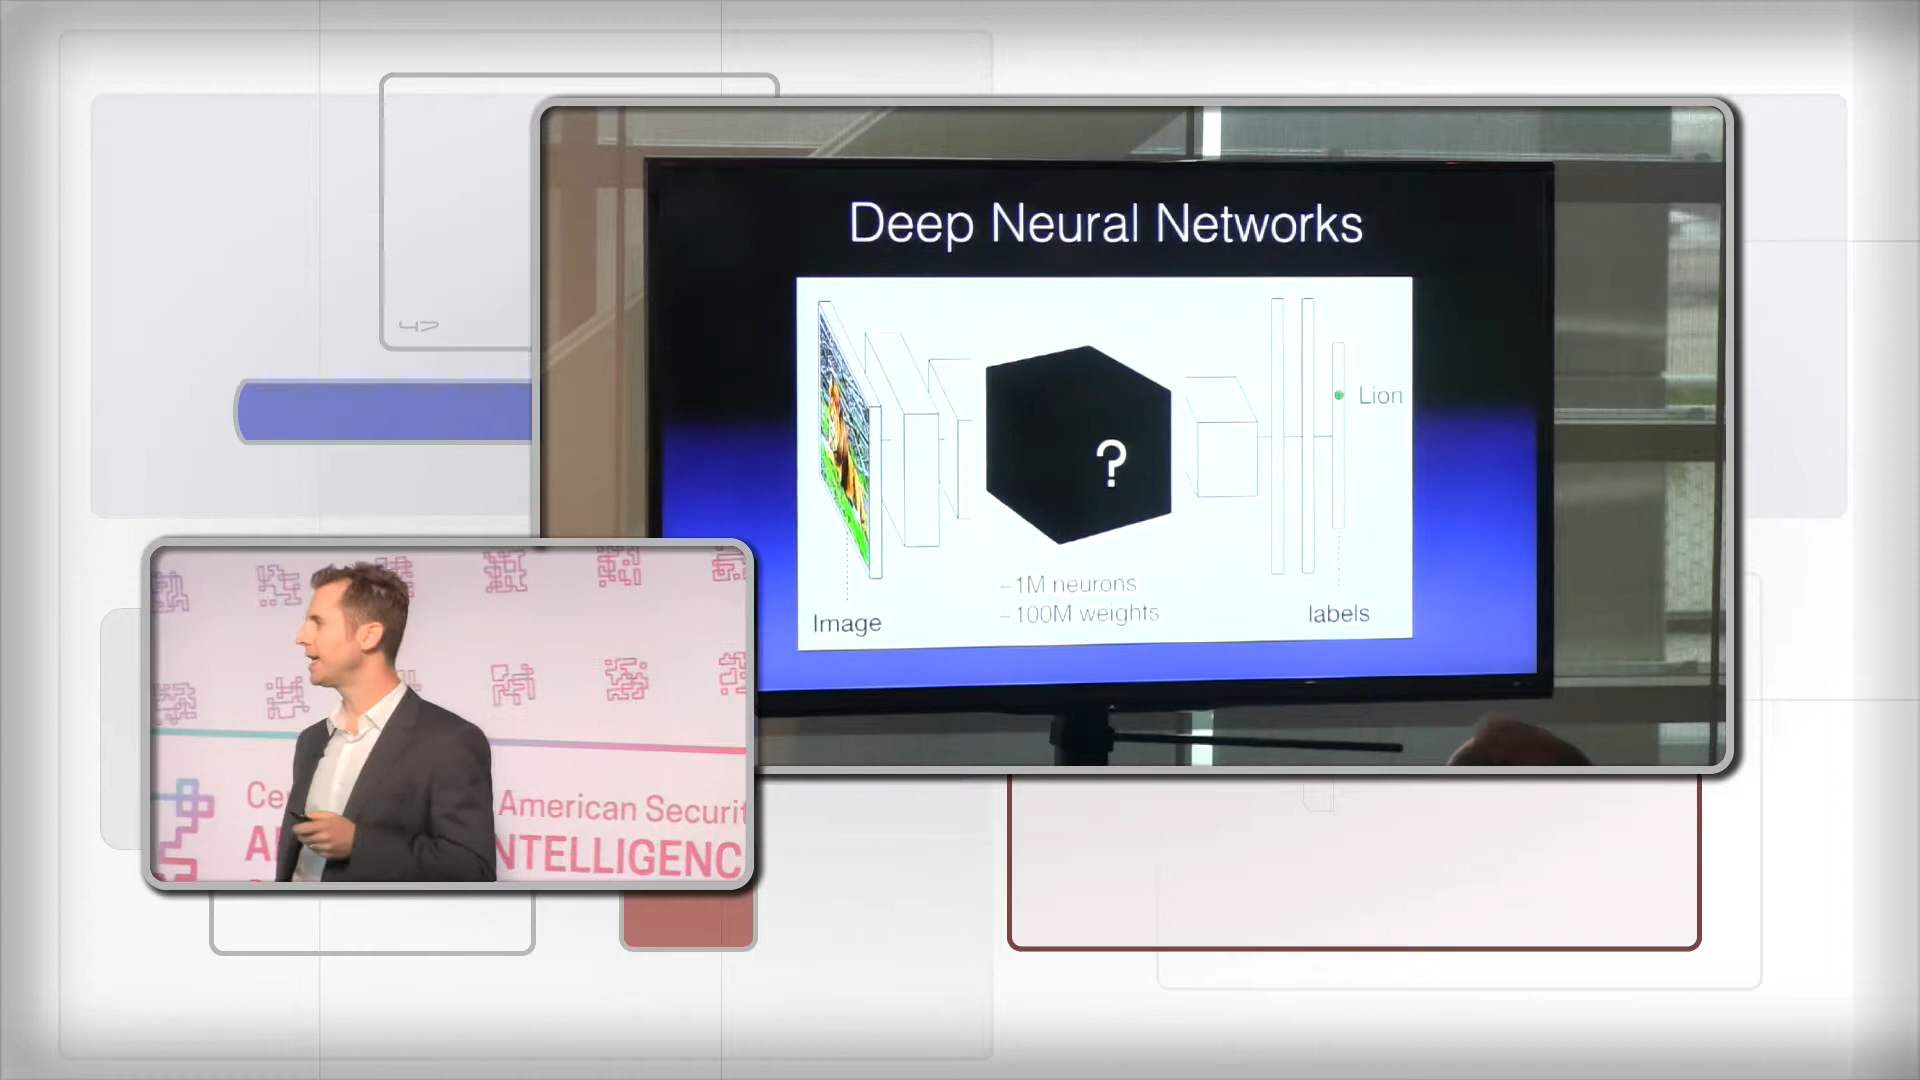 Deep Neural Networks
?
Lion
~1M neurons
~100M weights
Image
labels
American Securit
NTELLIGENC